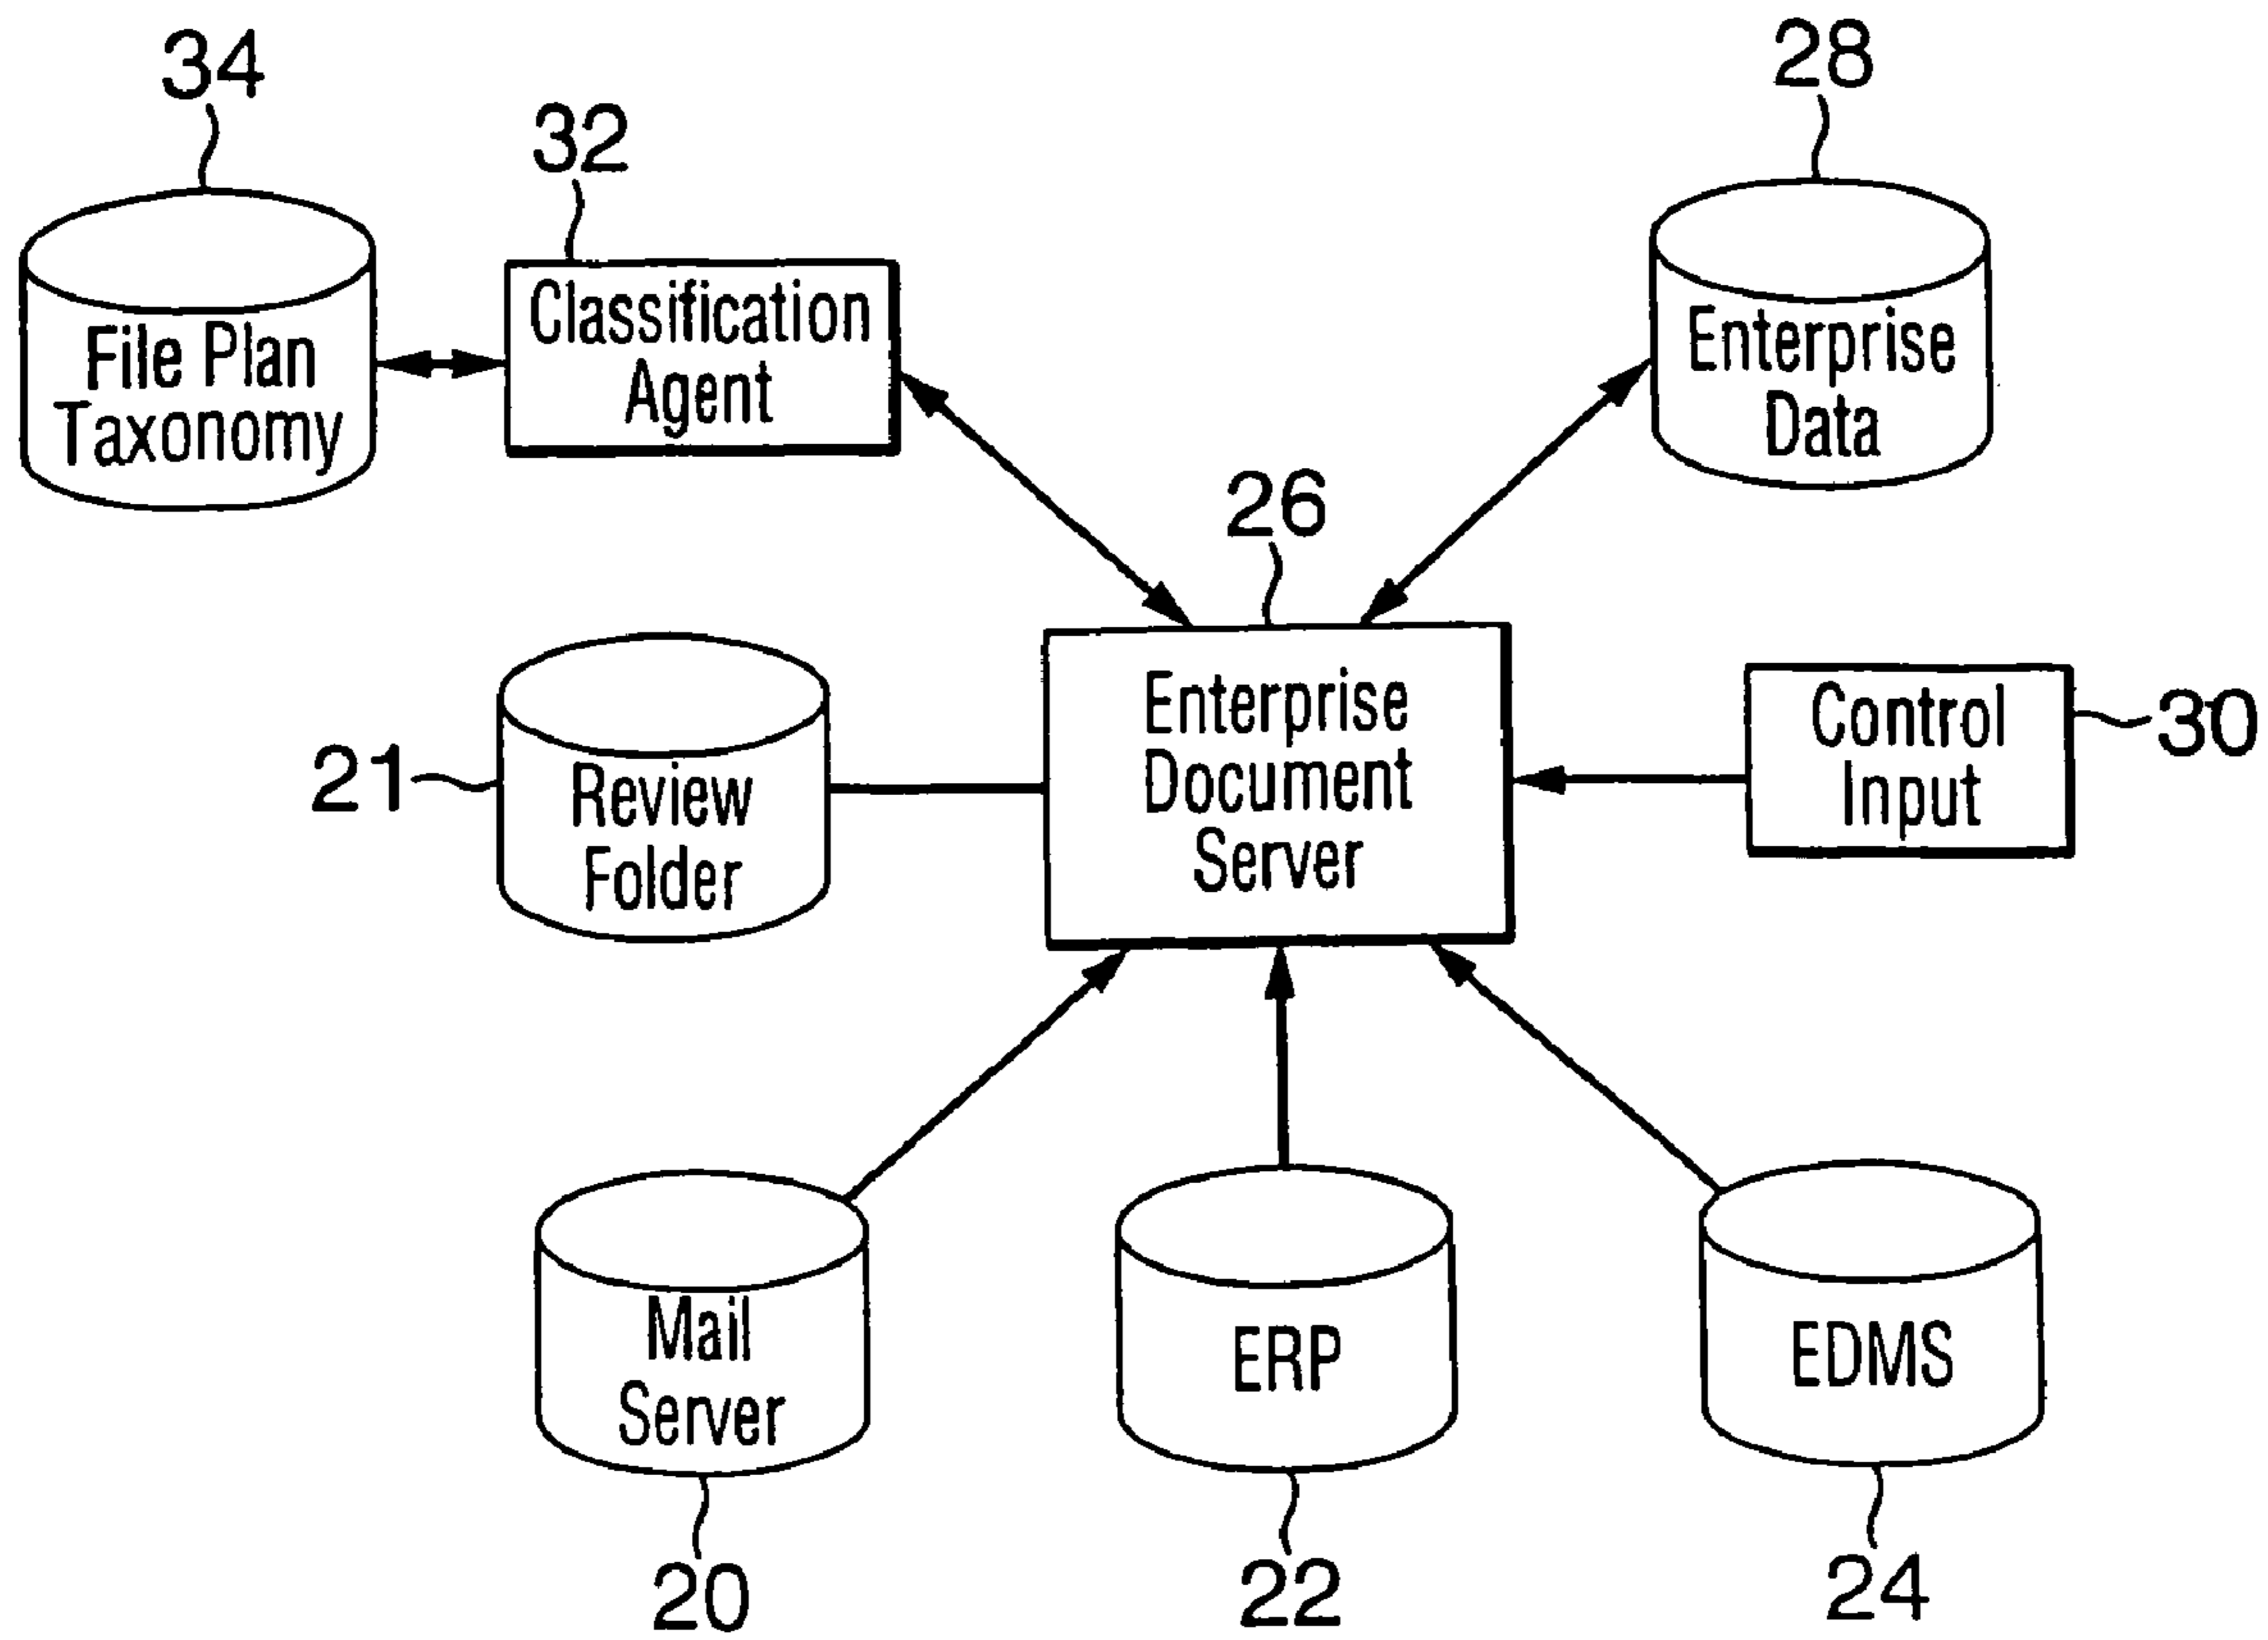 34
32
28
File Plan
Taxonomy
Classification
Agent
Enterprise
Data
26
21
Review
Folder
Enterprise
Document
Server
Control
Input
30
Mail
Server
ERP
EDMS
20
22
24